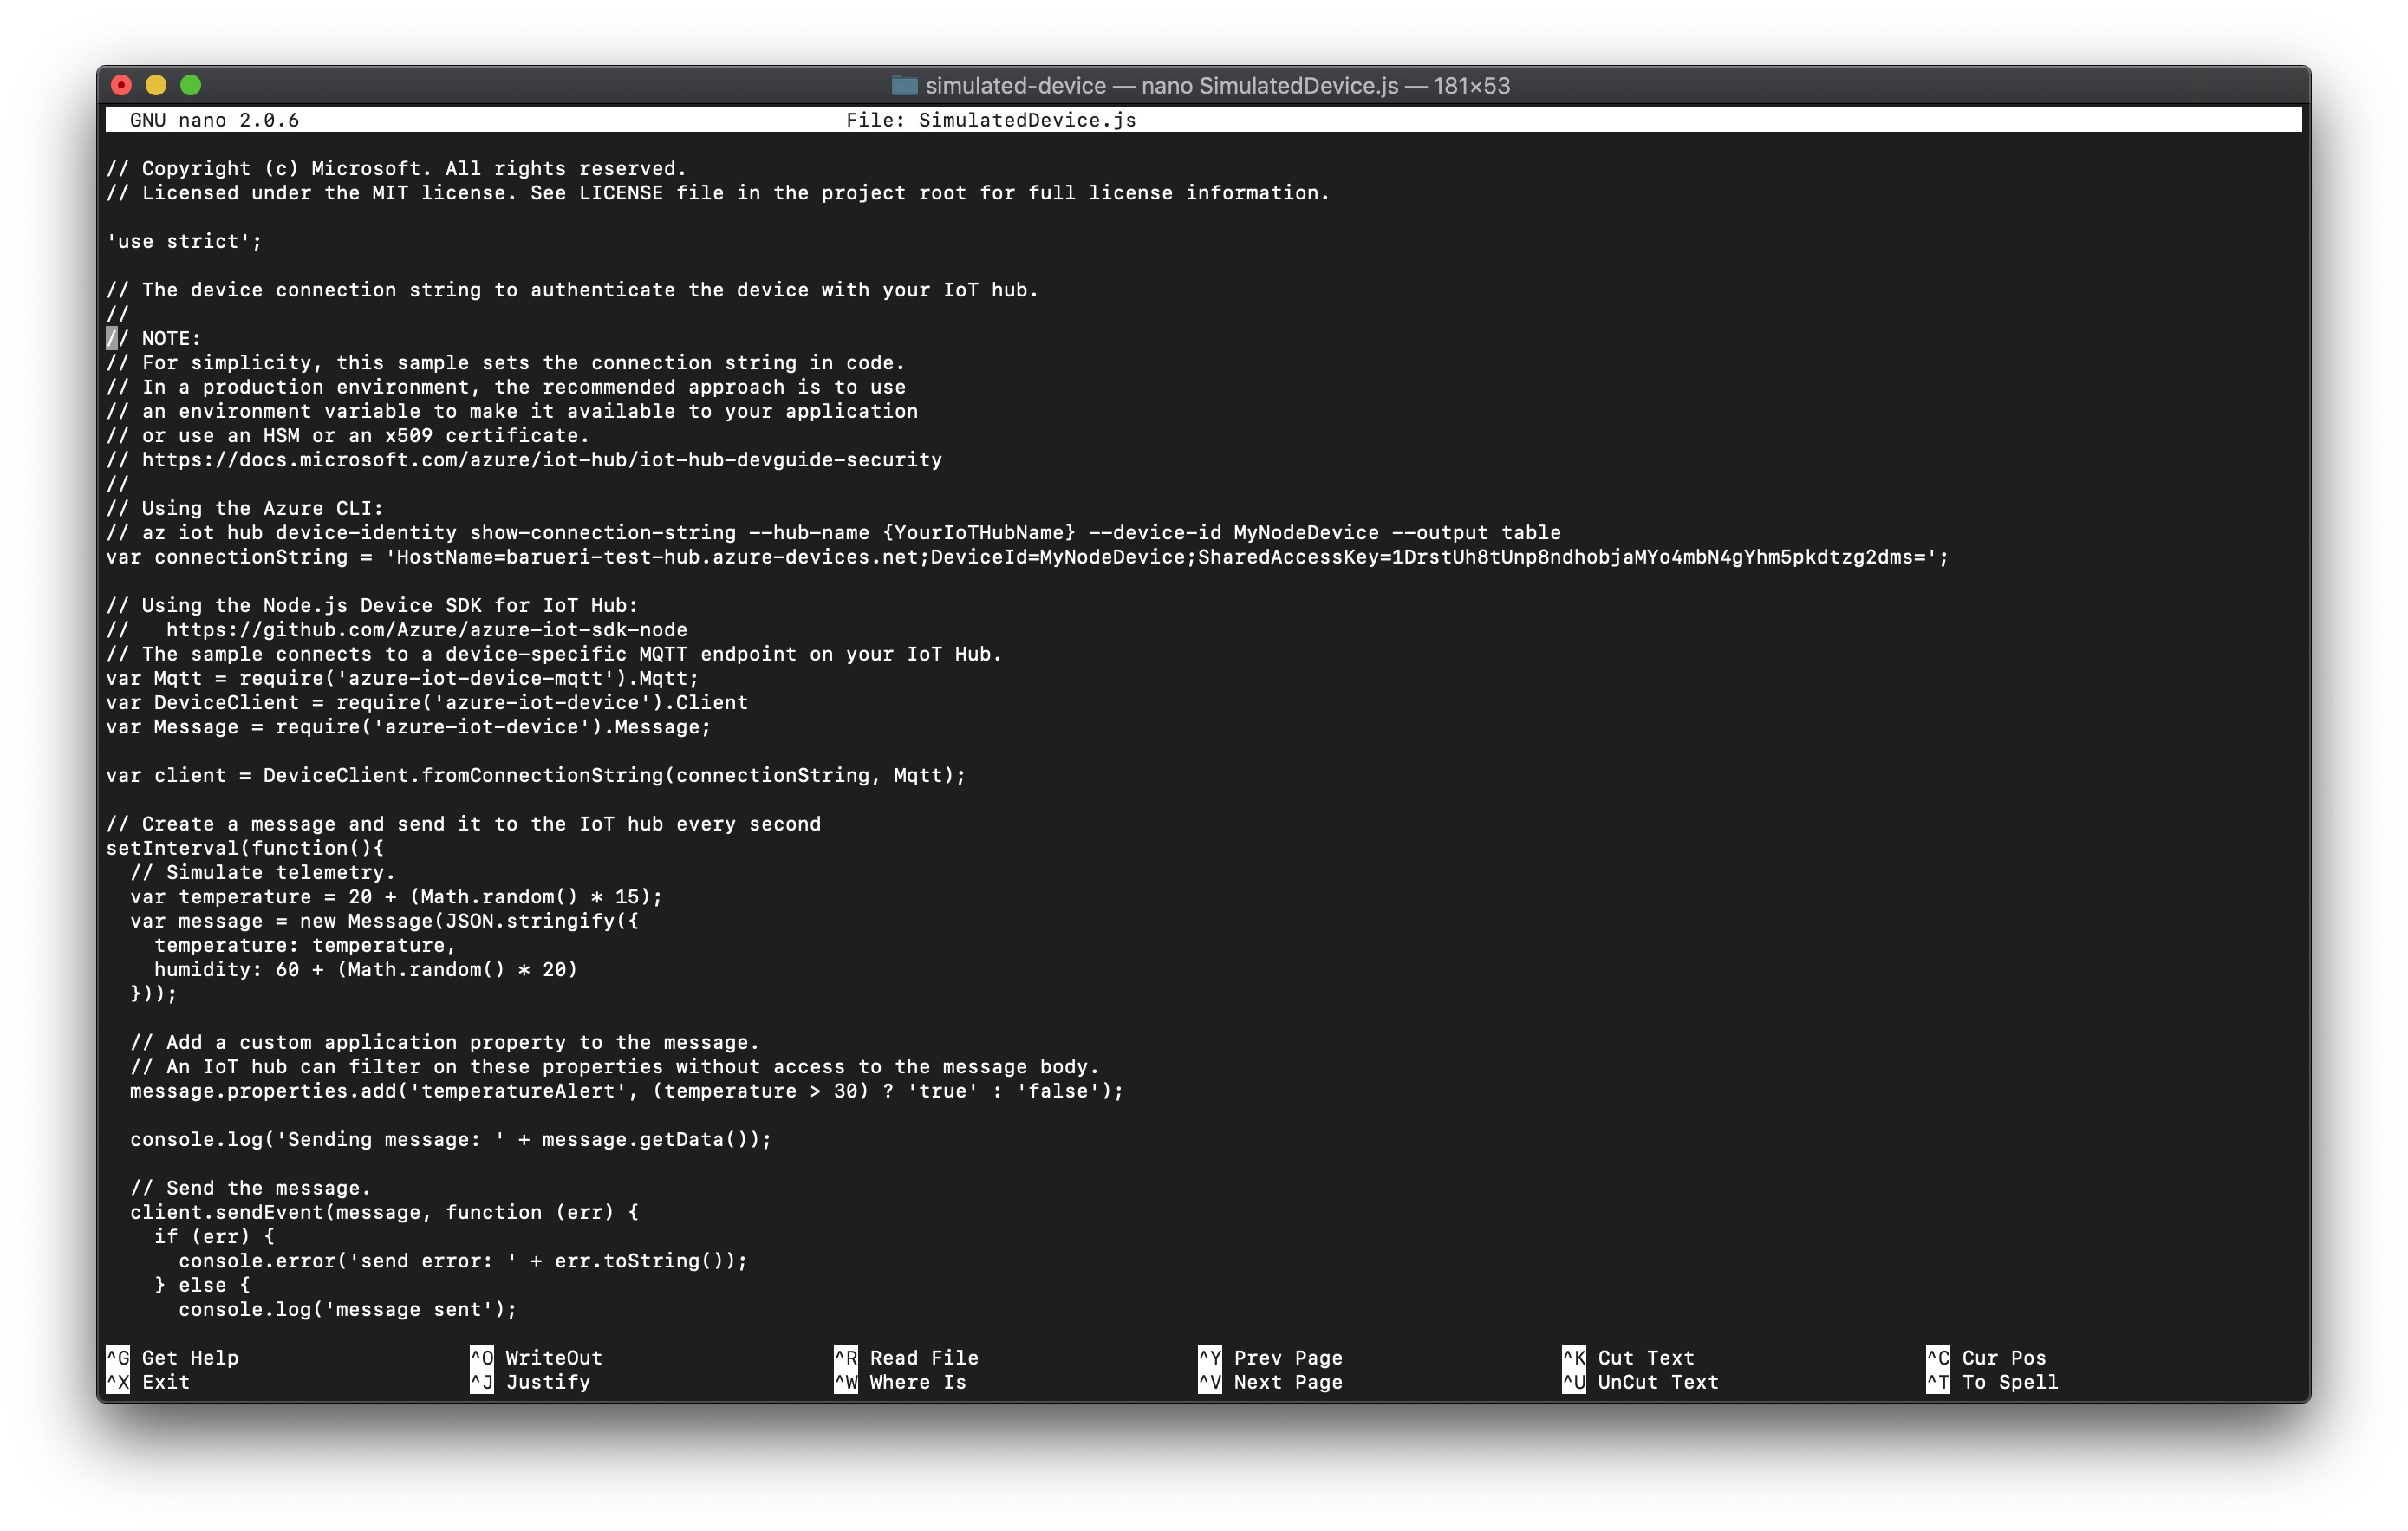 simulated-device — nano SimulatedDevice.js — 181×53
GNU nano 2.0.6 File: SimulatedDevice.js
// Copyright (c) Microsoft. All rights reserved.
// Licensed under the MIT license. See LICENSE file in the project root for full license information.
'use strict';
// The device connection string to authenticate the device with your IoT hub.
//
// NOTE:
// For simplicity, this sample sets the connection string in code.
// In a production environment, the recommended approach is to use
// an environment variable to make it available to your application
// or use an HSM or an x509 certificate.
// https://docs.microsoft.com/azure/iot-hub/iot-hub-devguide-security
//
// Using the Azure CLI:
// az iot hub device-identity show-connection-string --hub-name {YourIoTHubName} --device-id MyNodeDevice --output table
var connectionString = 'HostName=barueri-test-hub.azure-devices.net;DeviceId=MyNodeDevice;SharedAccessKey=1DrstUh8tUnp8ndhobjaMYo4mbN4gYhm5pkdtzg2dms=';
// Using the Node.js Device SDK for IoT Hub:
//   https://github.com/Azure/azure-iot-sdk-node
// The sample connects to a device-specific MQTT endpoint on your IoT Hub.
var Mqtt = require('azure-iot-device-mqtt').Mqtt;
var DeviceClient = require('azure-iot-device').Client
var Message = require('azure-iot-device').Message;
var client = DeviceClient.fromConnectionString(connectionString, Mqtt);
// Create a message and send it to the IoT hub every second
setInterval(function(){
  // Simulate telemetry.
  var temperature = 20 + (Math.random() * 15);
  var message = new Message(JSON.stringify({
    temperature: temperature,
    humidity: 60 + (Math.random() * 20)
  }));
  // Add a custom application property to the message.
  // An IoT hub can filter on these properties without access to the message body.
  message.properties.add('temperatureAlert', (temperature > 30) ? 'true' : 'false');
  console.log('Sending message: ' + message.getData());
  // Send the message.
  client.sendEvent(message, function (err) {
    if (err) {
      console.error('send error: ' + err.toString());
    } else {
      console.log('message sent');
^G Get Help ^O WriteOut ^R Read File ^Y Prev Page ^K Cut Text ^C Cur Pos
^X Exit ^J Justify ^W Where Is ^V Next Page ^U UnCut Text ^T To Spell